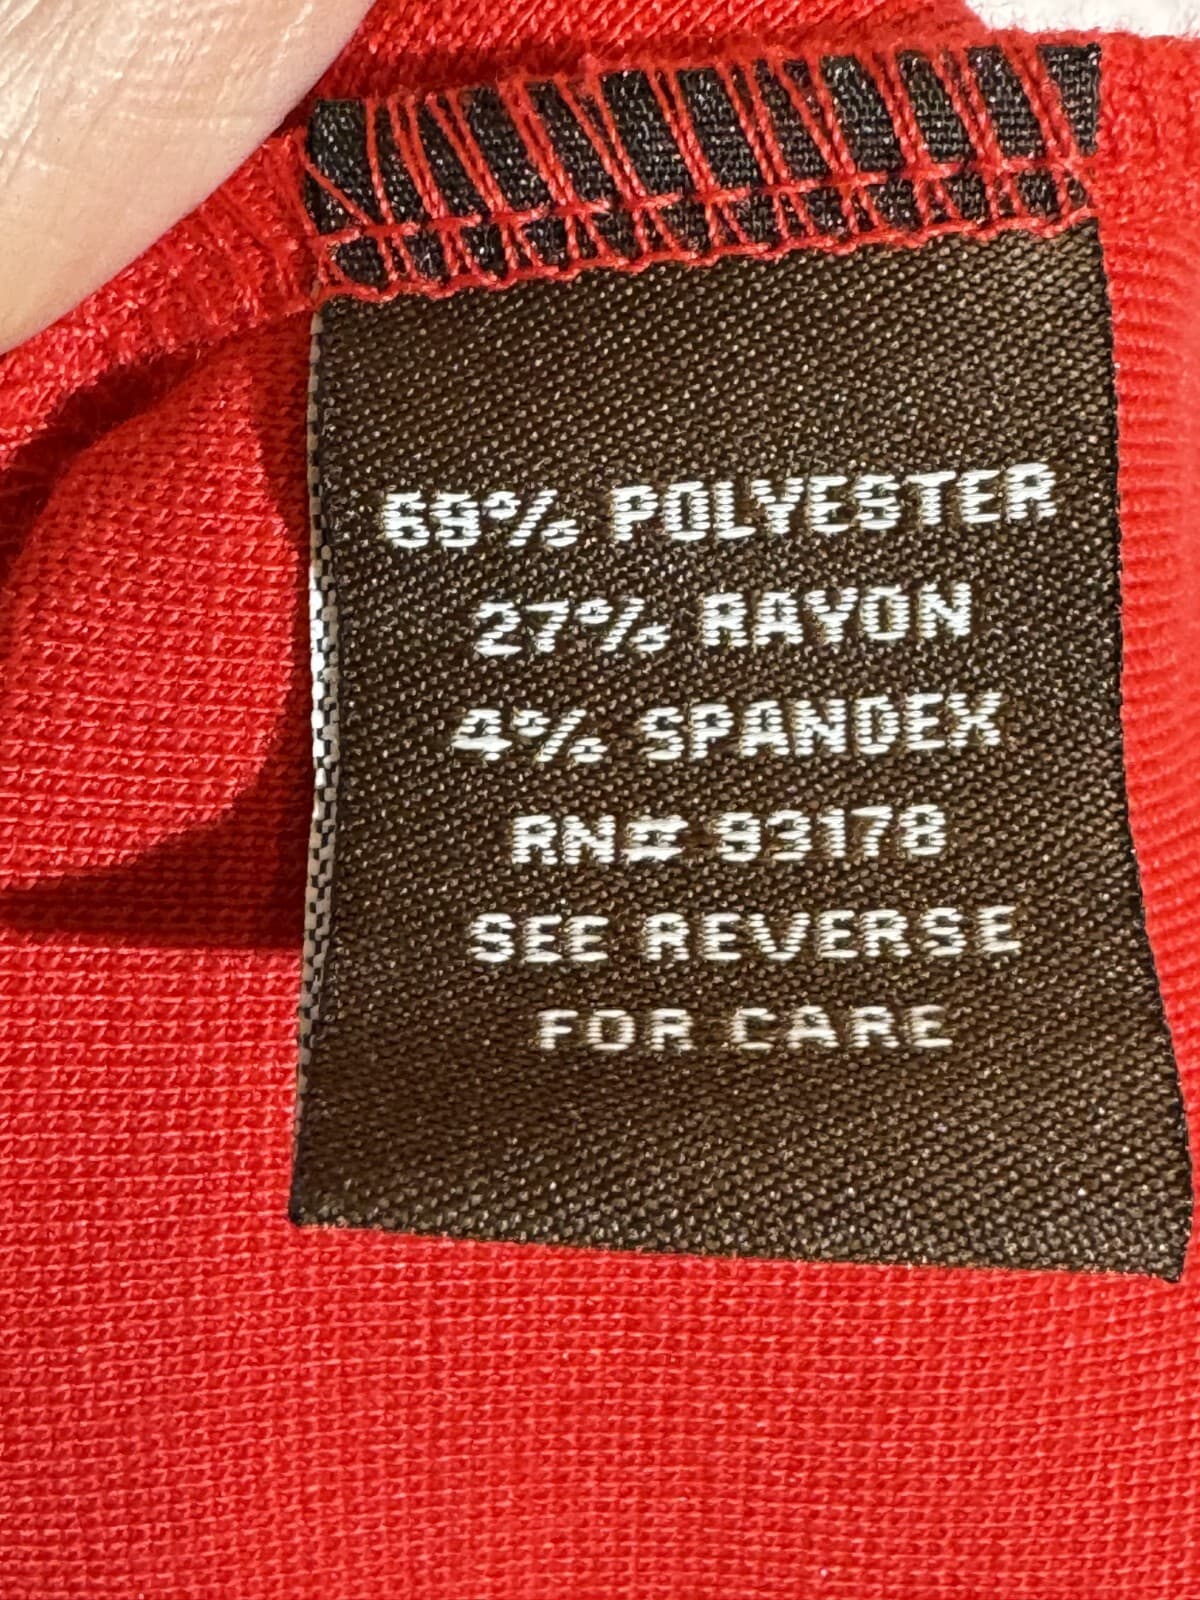 69% POLYESTER
27% RAYON
4% SPANDEX
RN# 93178
SEE REVERSE
FOR CARE